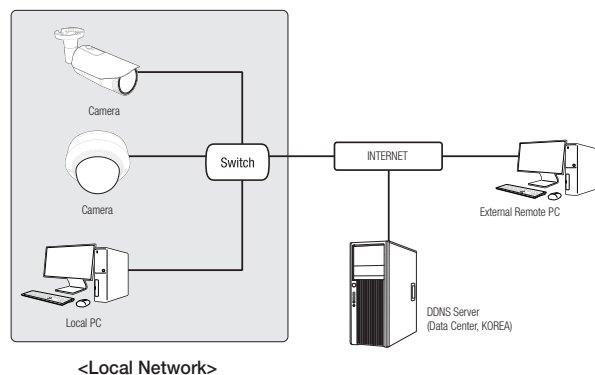 Camera
Switch
INTERNET
Camera
External Remote PC
DDNS Server
(Data Center, KOREA)
Local PC
<Local Network>